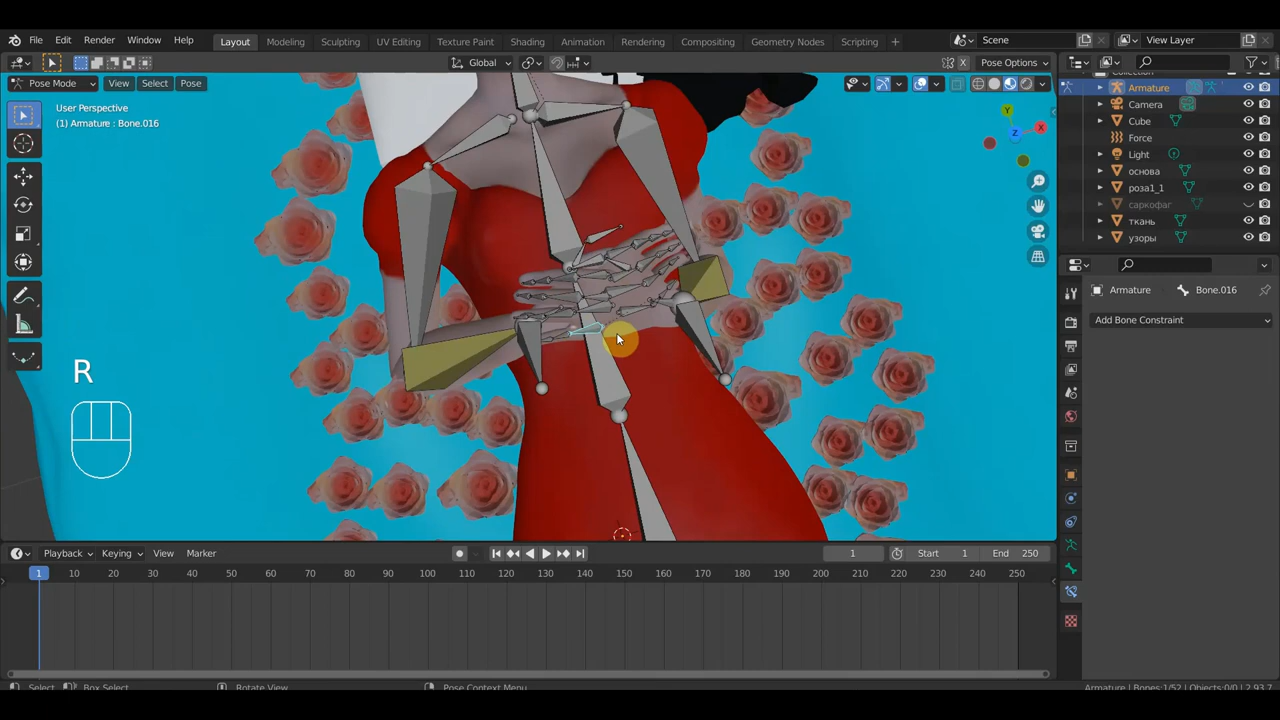 File Edit Render Window Help Layout Modeling Sculpting UV Editing Texture Paint Shading Animation Rendering Compositing Geometry Nodes Scripting + Scene View Layer
Global Pose Options
Pose Mode View Select Pose
User Perspective
(1) Armature : Bone.016
Y
X
Z
R
Armature
Camera
Cube
Force
Light
основа
роза1_1
саркофаг
ткань
узоры
Armature Bone.016
Add Bone Constraint
Playback Keying View Marker 1 Start 1 End 250
1 10 20 30 40 50 60 70 80 90 100 110 120 130 140 150 160 170 180 190 200 210 220 230 240 250
Select Box Select Rotate View Pose Context Menu